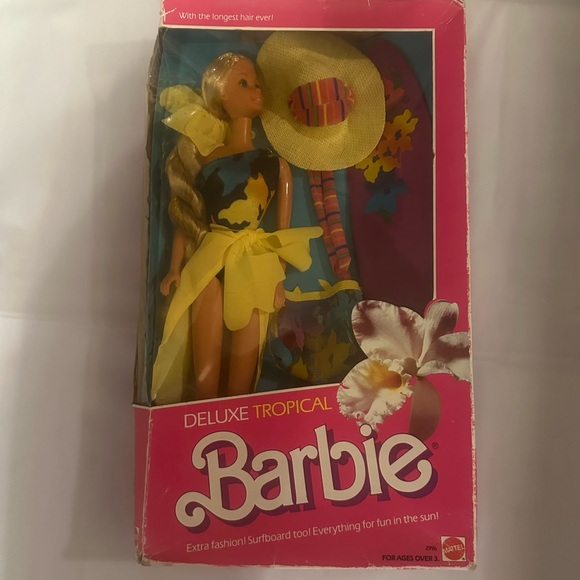 With the longest hair ever!
DELUXE TROPICAL
Barbie®
Extra fashion! Surfboard too! Everything for fun in the sun!
2996
FOR AGES OVER 3.
MATTEL